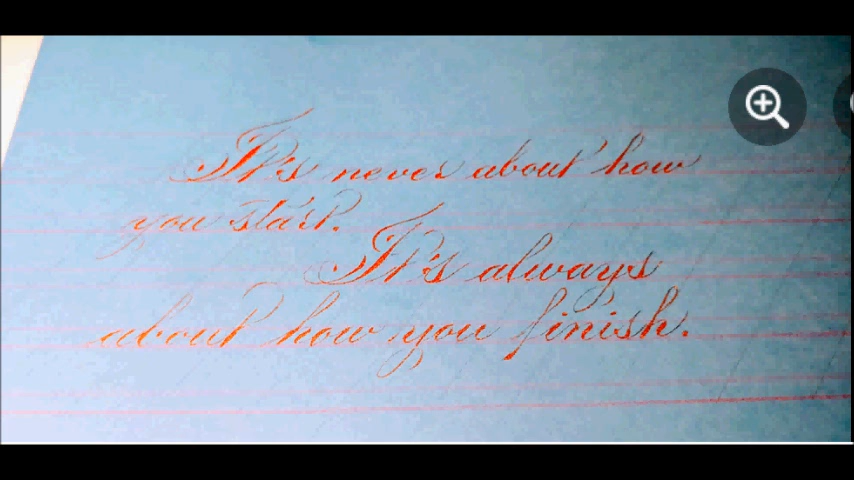 It's never about how
you start.
It's always
about how you finish.